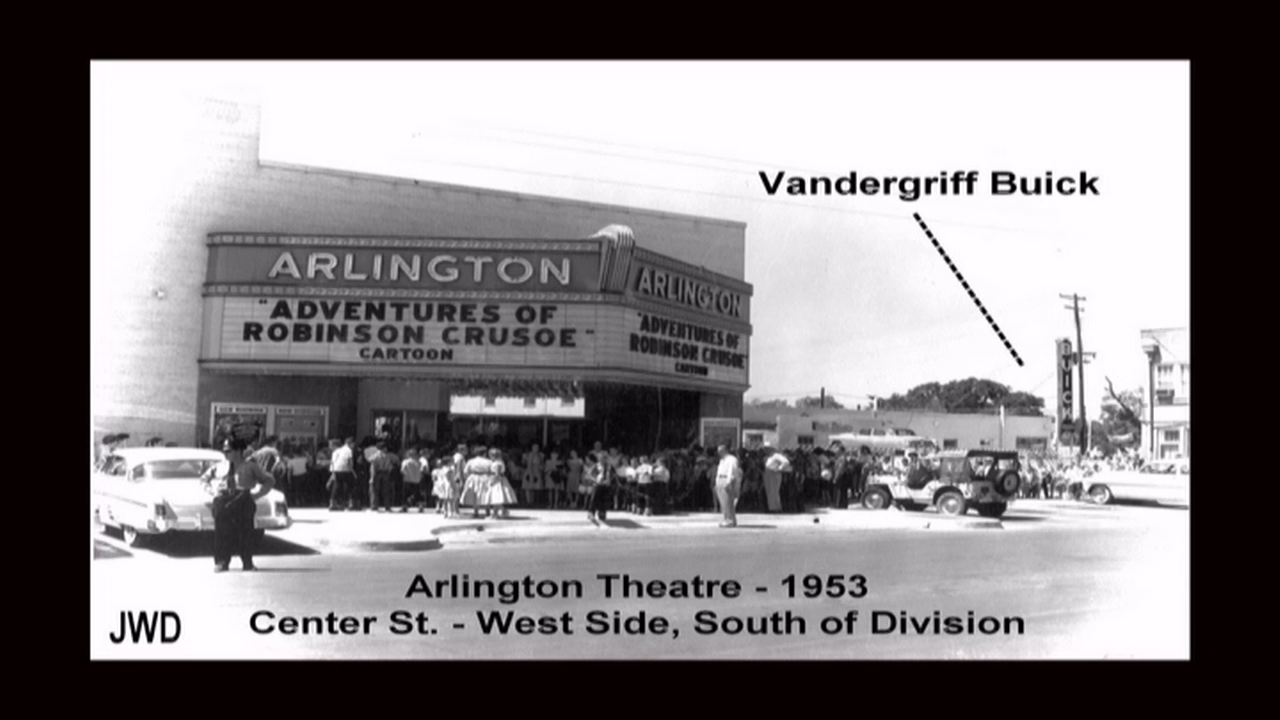 Vandergriff Buick
ARLINGTON
ARLINGTON
"ADVENTURES OF
ROBINSON CRUSOE"
CARTOON
"ADVENTURES OF
ROBINSON CRUSOE"
CARTOON
BUICK
Arlington Theatre - 1953
Center St. - West Side, South of Division
JWD